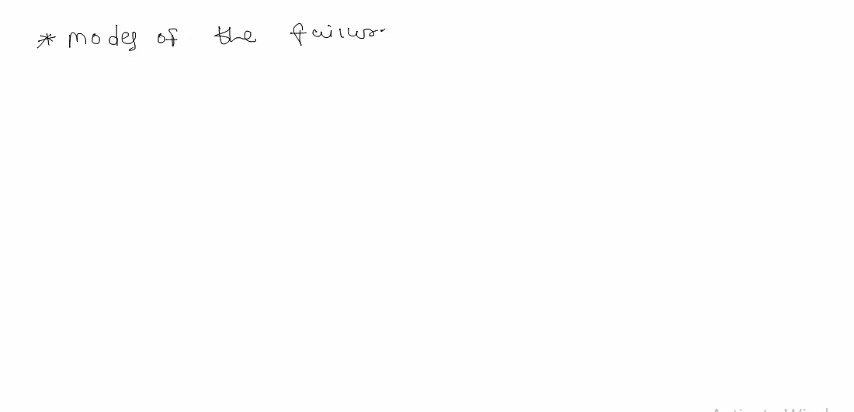 * modes of the failure